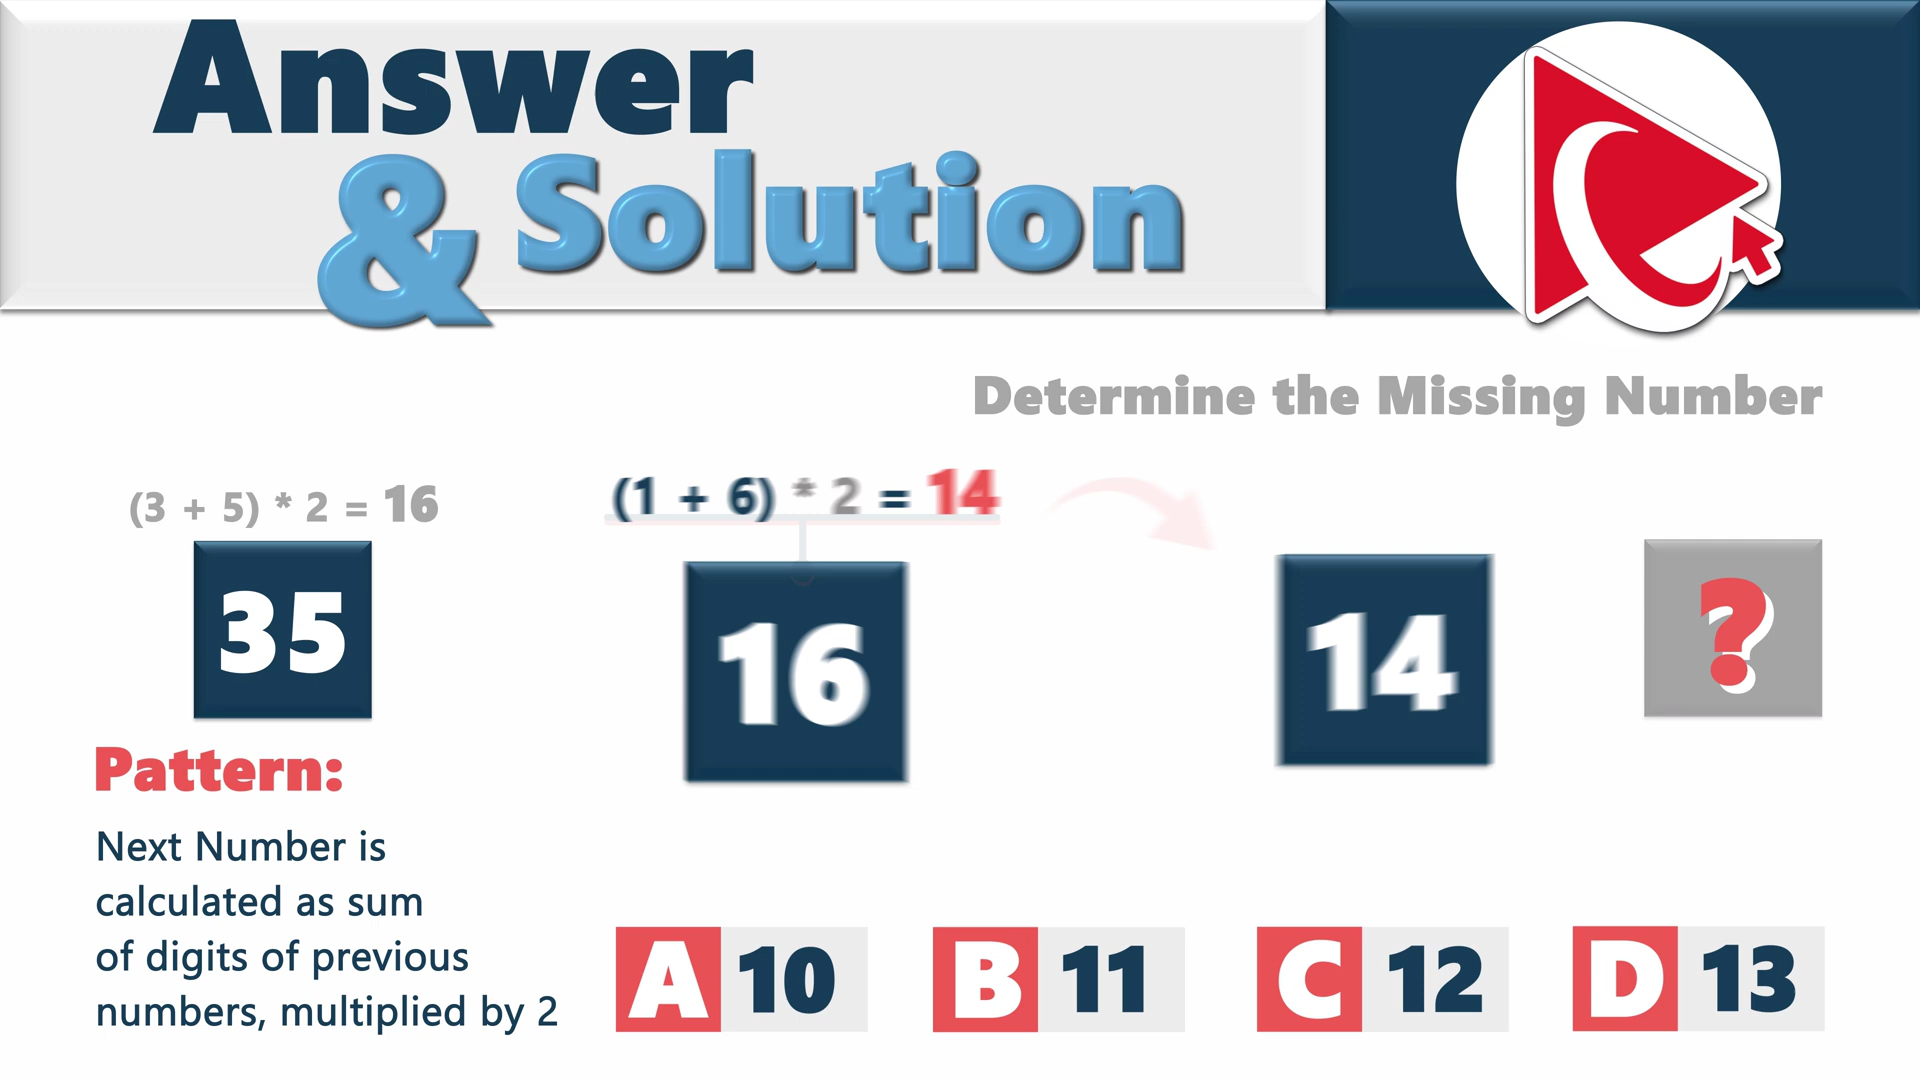 Answer
& Solution
Determine the Missing Number
(3 + 5) * 2 = 16
(1 + 6) * 2 = 14
35
16
14
?
Pattern:
Next Number is
calculated as sum
of digits of previous
numbers, multiplied by 2
A 10
B 11
C 12
D 13